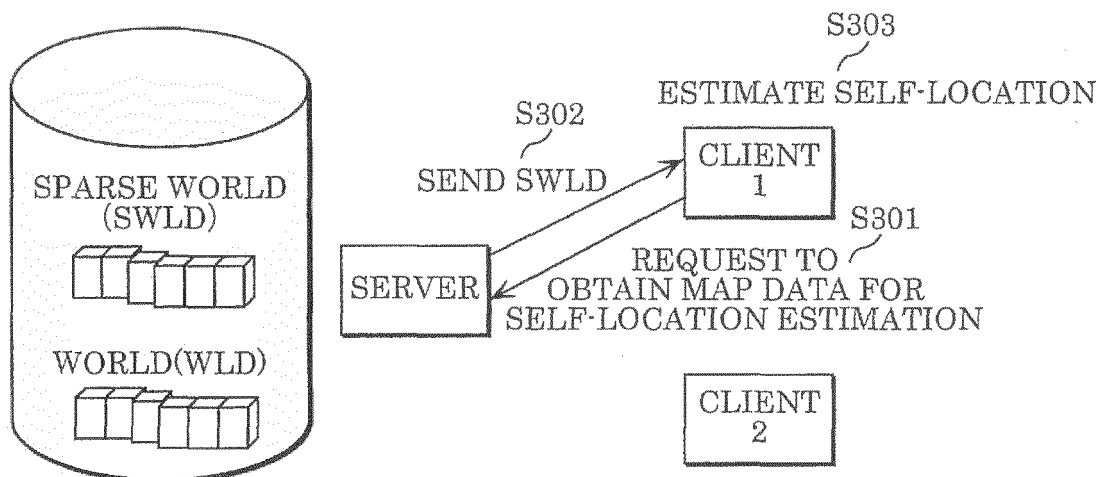 S303
ESTIMATE SELF-LOCATION
S302
SEND SWLD
CLIENT
1
SPARSE WORLD
(SWLD)
S301
SERVER
REQUEST TO
OBTAIN MAP DATA FOR
SELF-LOCATION ESTIMATION
WORLD(WLD)
CLIENT
2